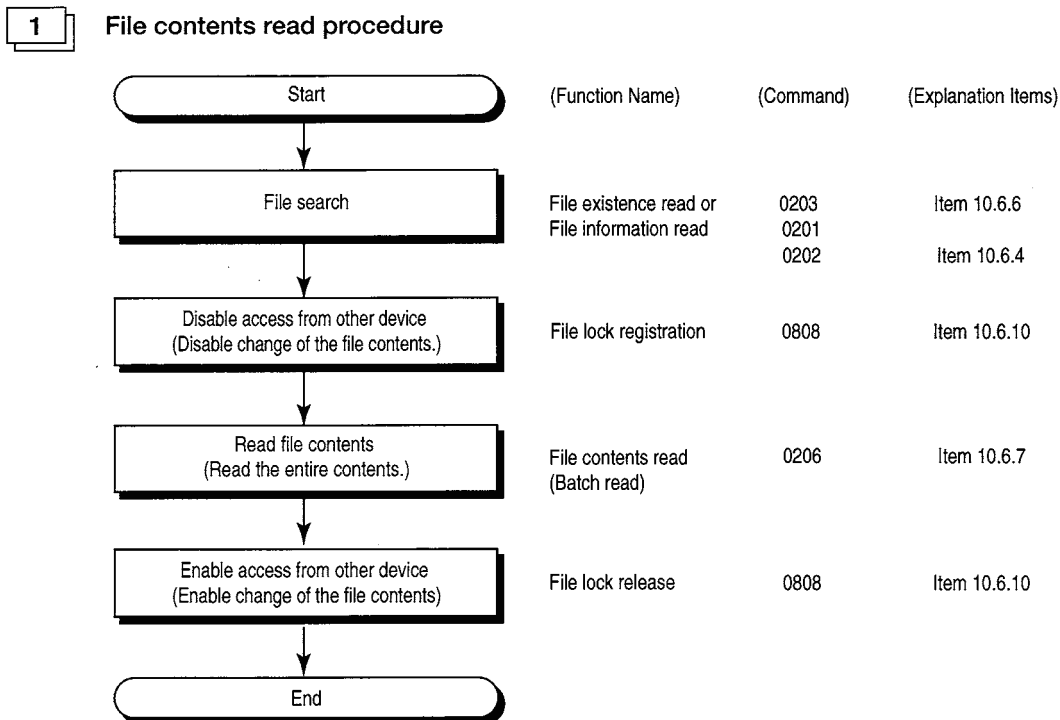 1 File contents read procedure
Start (Function Name) (Command) (Explanation Items)
File search File existence read or 0203 Item 10.6.6
File information read 0201
0202 Item 10.6.4
Disable access from other device
(Disable change of the file contents.) File lock registration 0808 Item 10.6.10
Read file contents
(Read the entire contents.) File contents read 0206 Item 10.6.7
(Batch read)
Enable access from other device
(Enable change of the file contents) File lock release 0808 Item 10.6.10
End